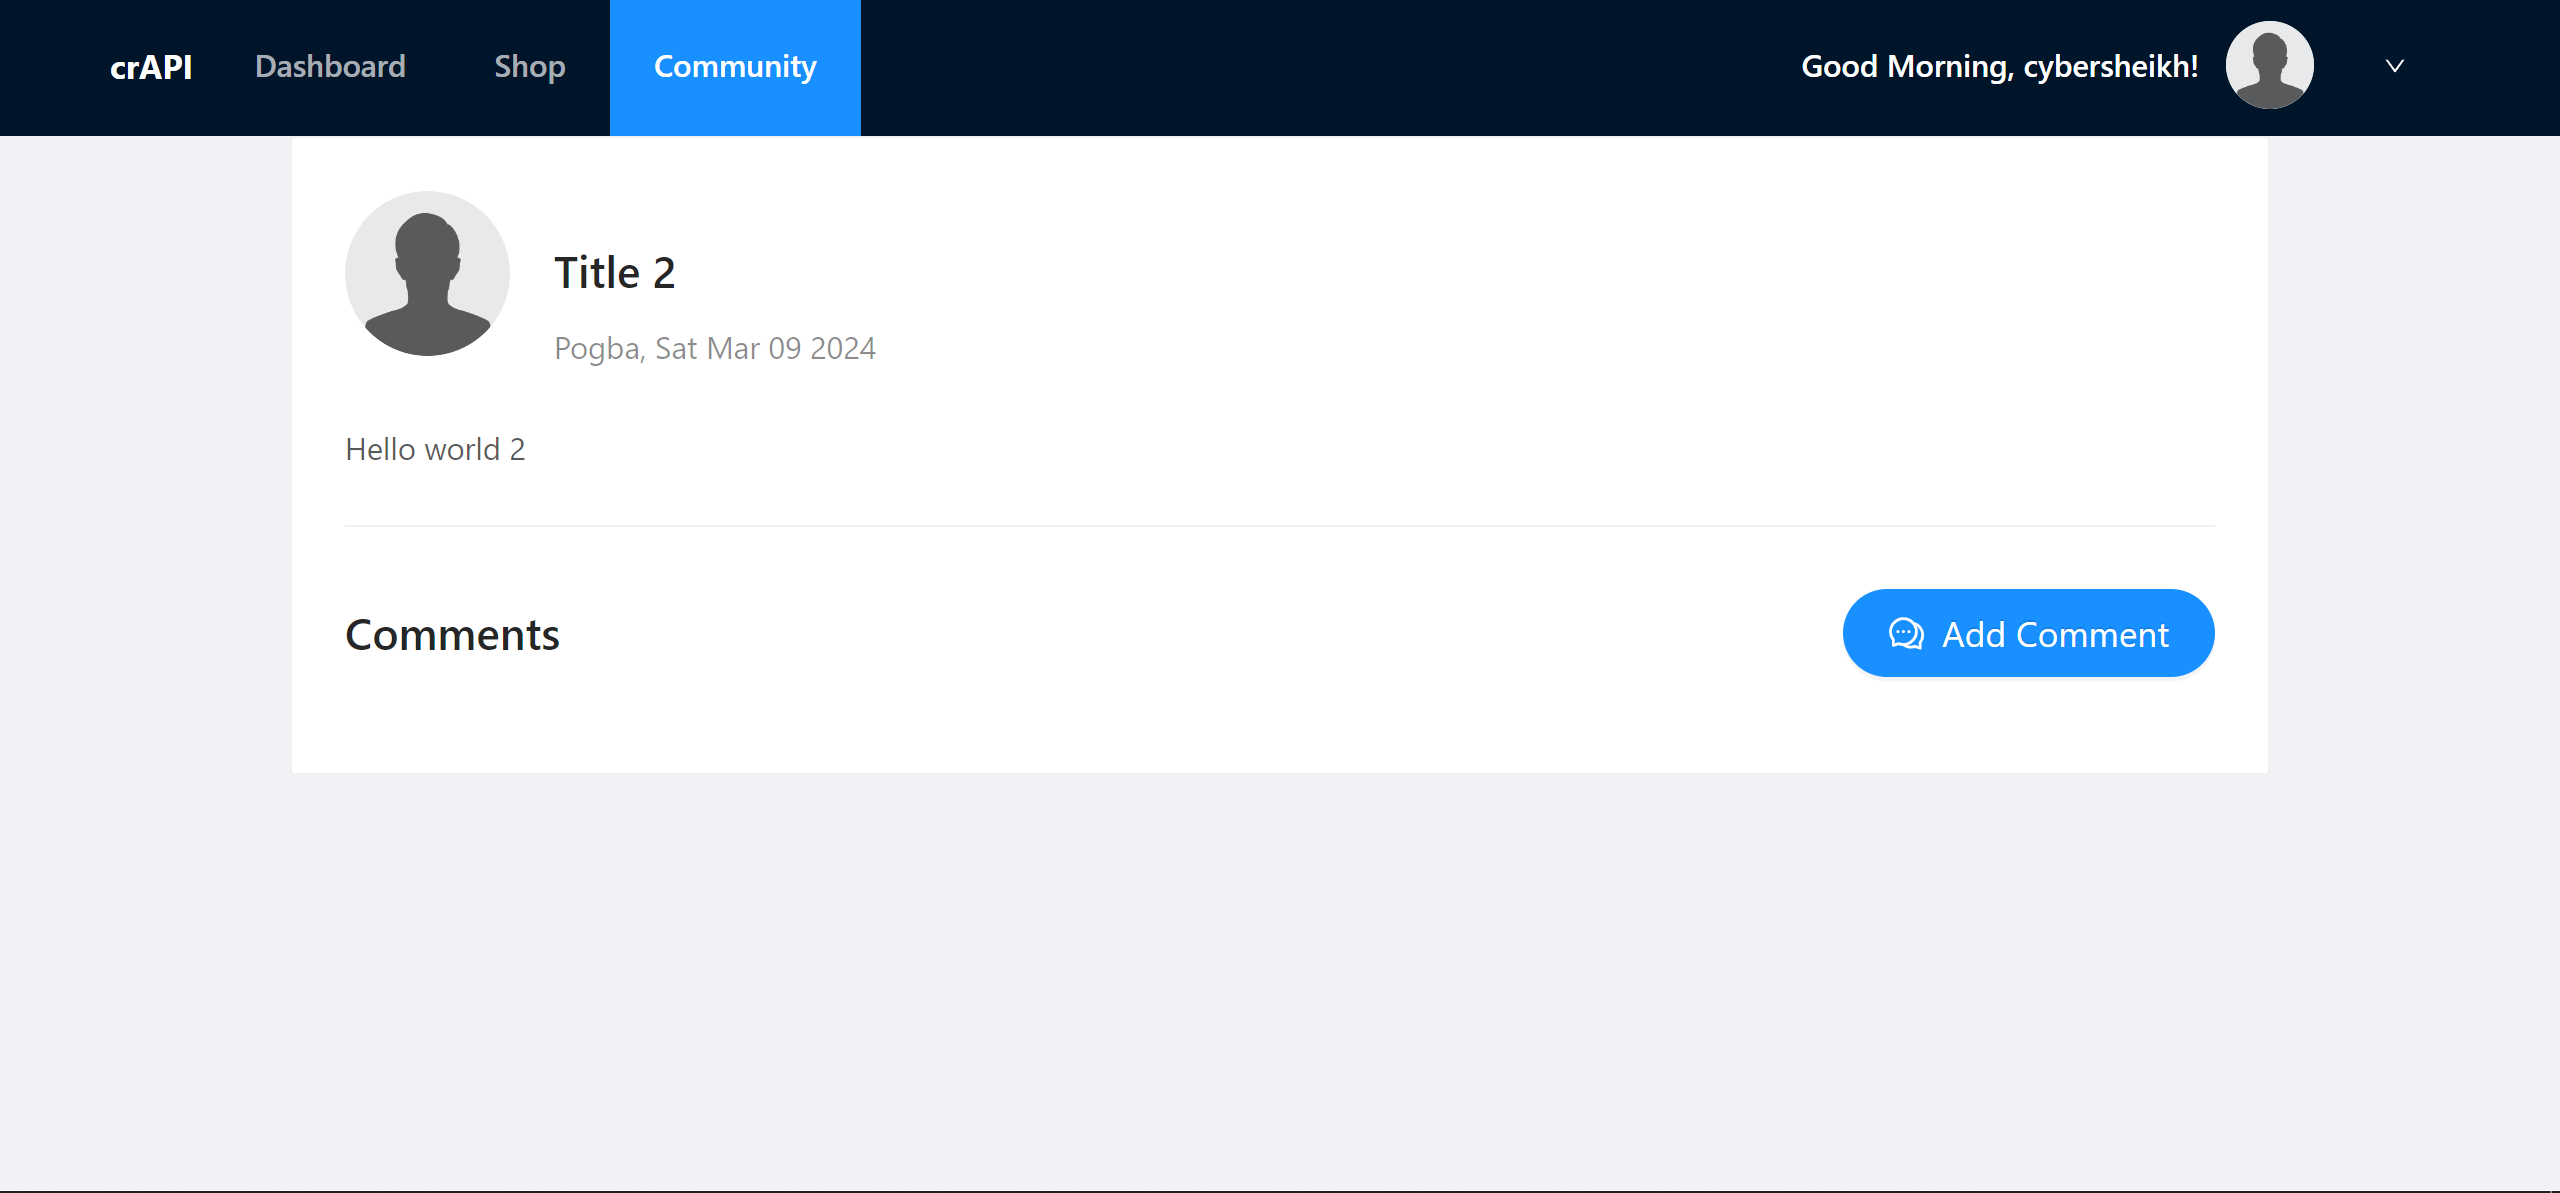 crAPI Dashboard Shop Community Good Morning, cybersheikh!
Title 2
Pogba, Sat Mar 09 2024
Hello world 2
Comments Add Comment